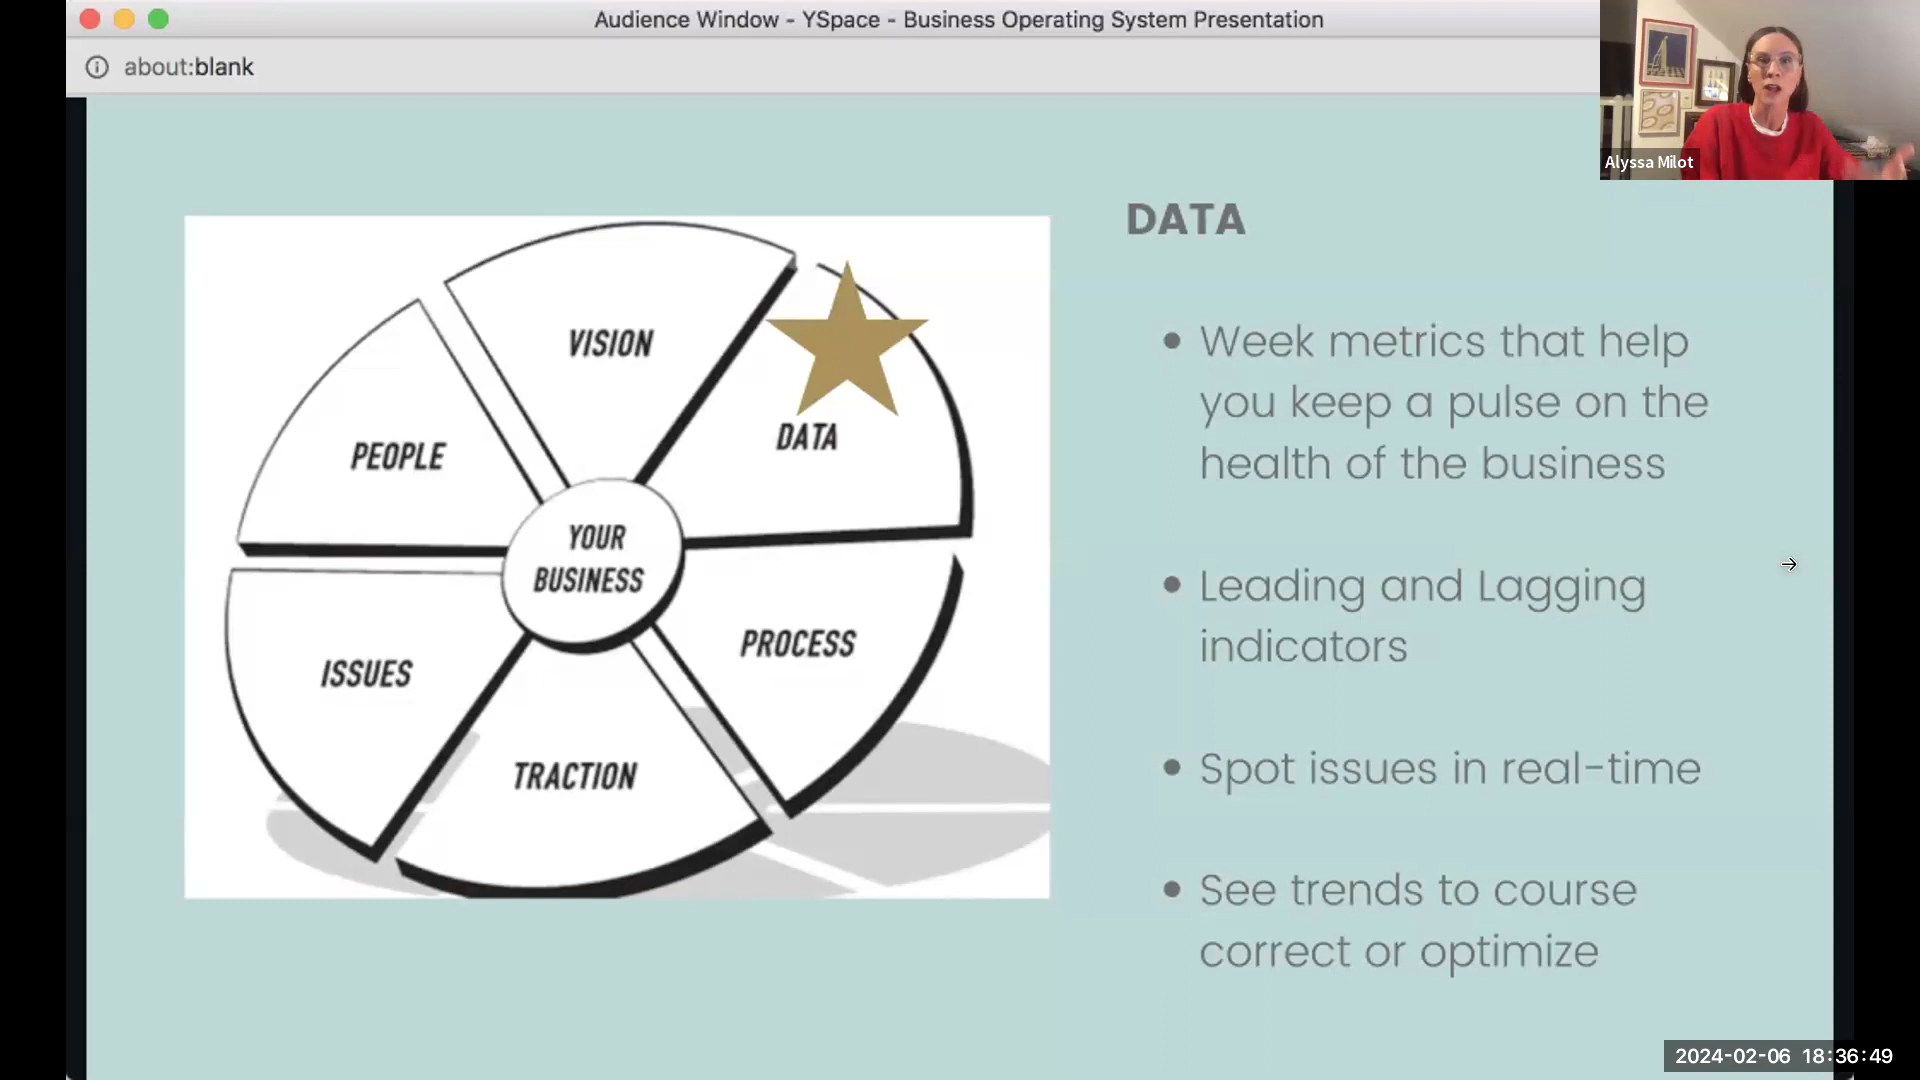 Audience Window - YSpace - Business Operating System Presentation
about:blank
Alyssa Milot
DATA
VISION
Week metrics that help
you keep a pulse on the
health of the business
DATA
PEOPLE
YOUR
BUSINESS
Leading and Lagging
indicators
PROCESS
ISSUES
TRACTION
Spot issues in real-time
See trends to course
correct or optimize
2024-02-06 18:36:49